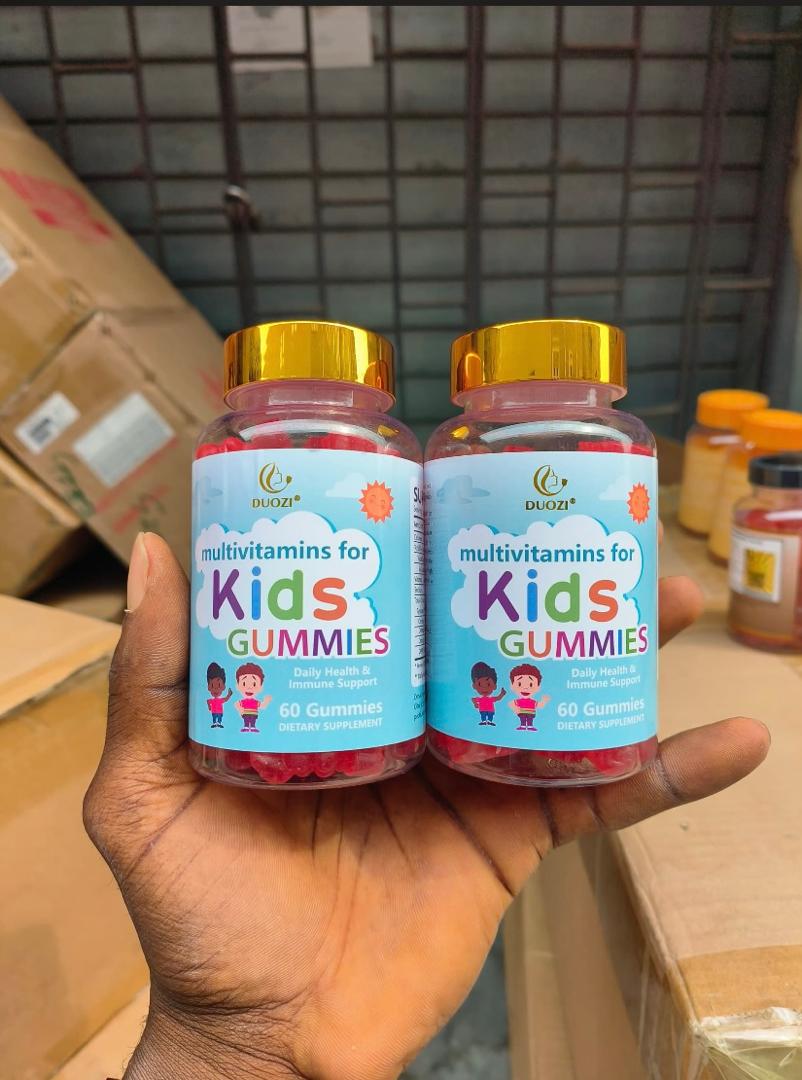 DUOZI®
multivitamins for
Kids
GUMMIES
Daily Health &
Immune Support
60 Gummies
DIETARY SUPPLEMENT
DUOZI®
multivitamins for
Kids
GUMMIES
Daily Health &
Immune Support
60 Gummies
DIETARY SUPPLEMENT